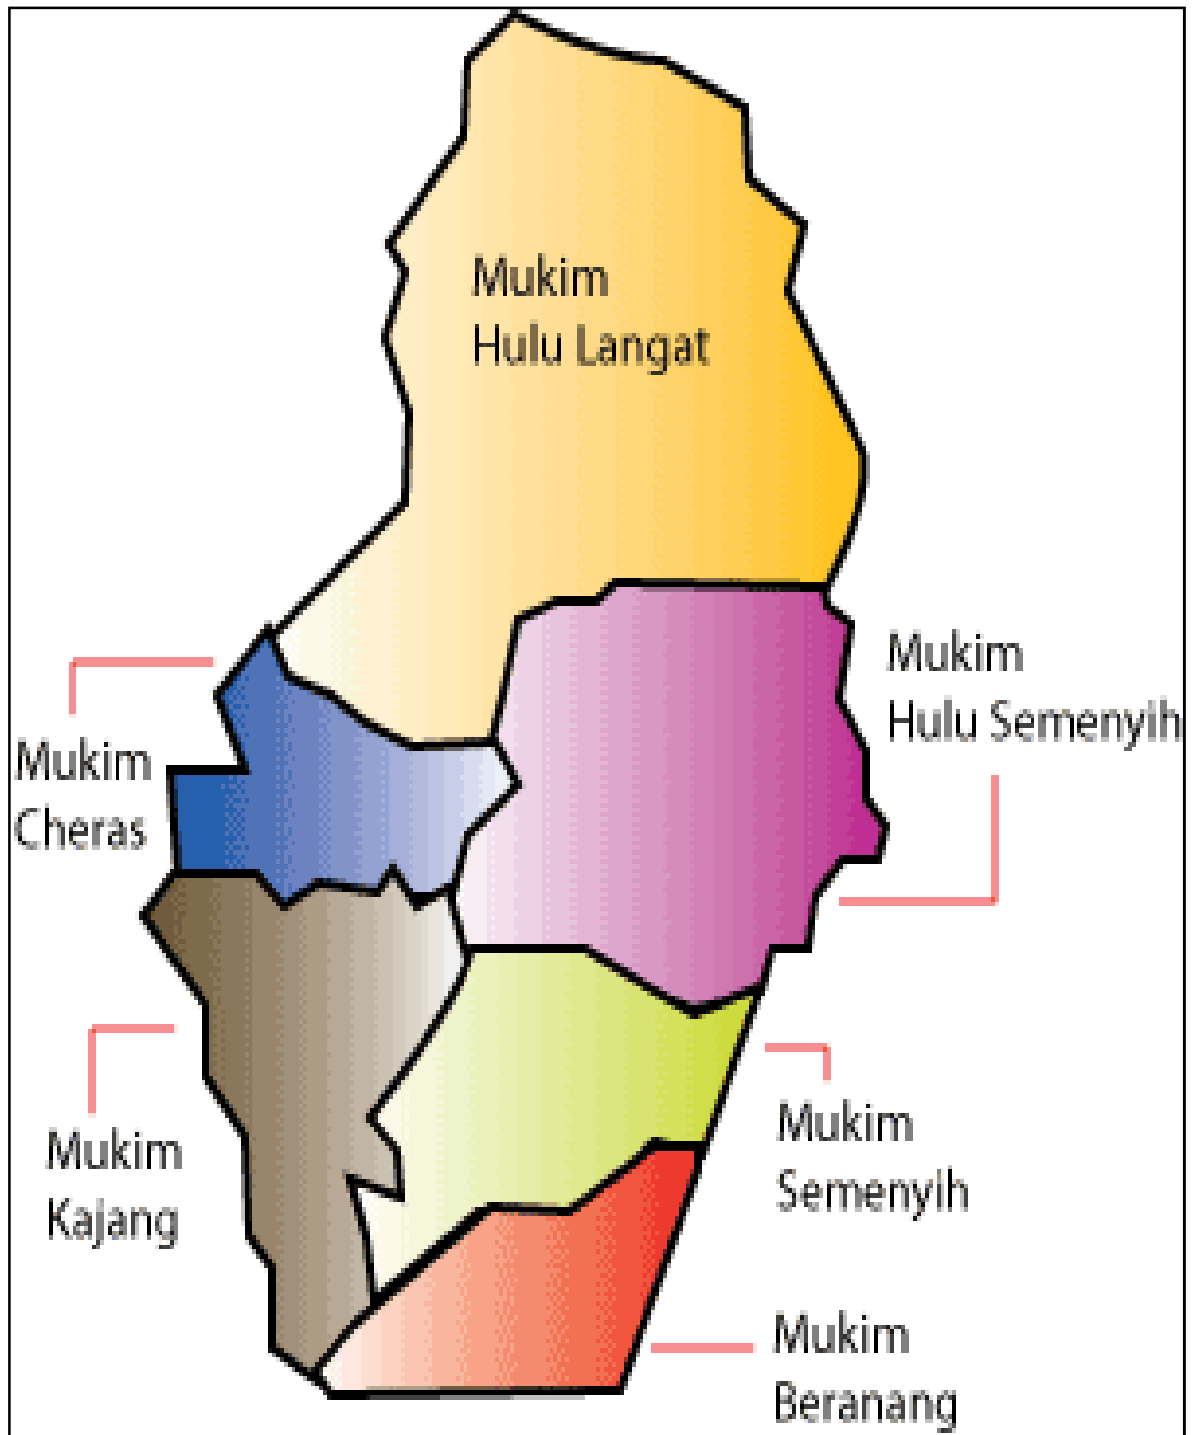 Mukim
Hulu Langat
Mukim
Hulu Semenyih
Mukim
Cheras
Mukim
Kajang
Mukim
Semenyih
Mukim
Beranang